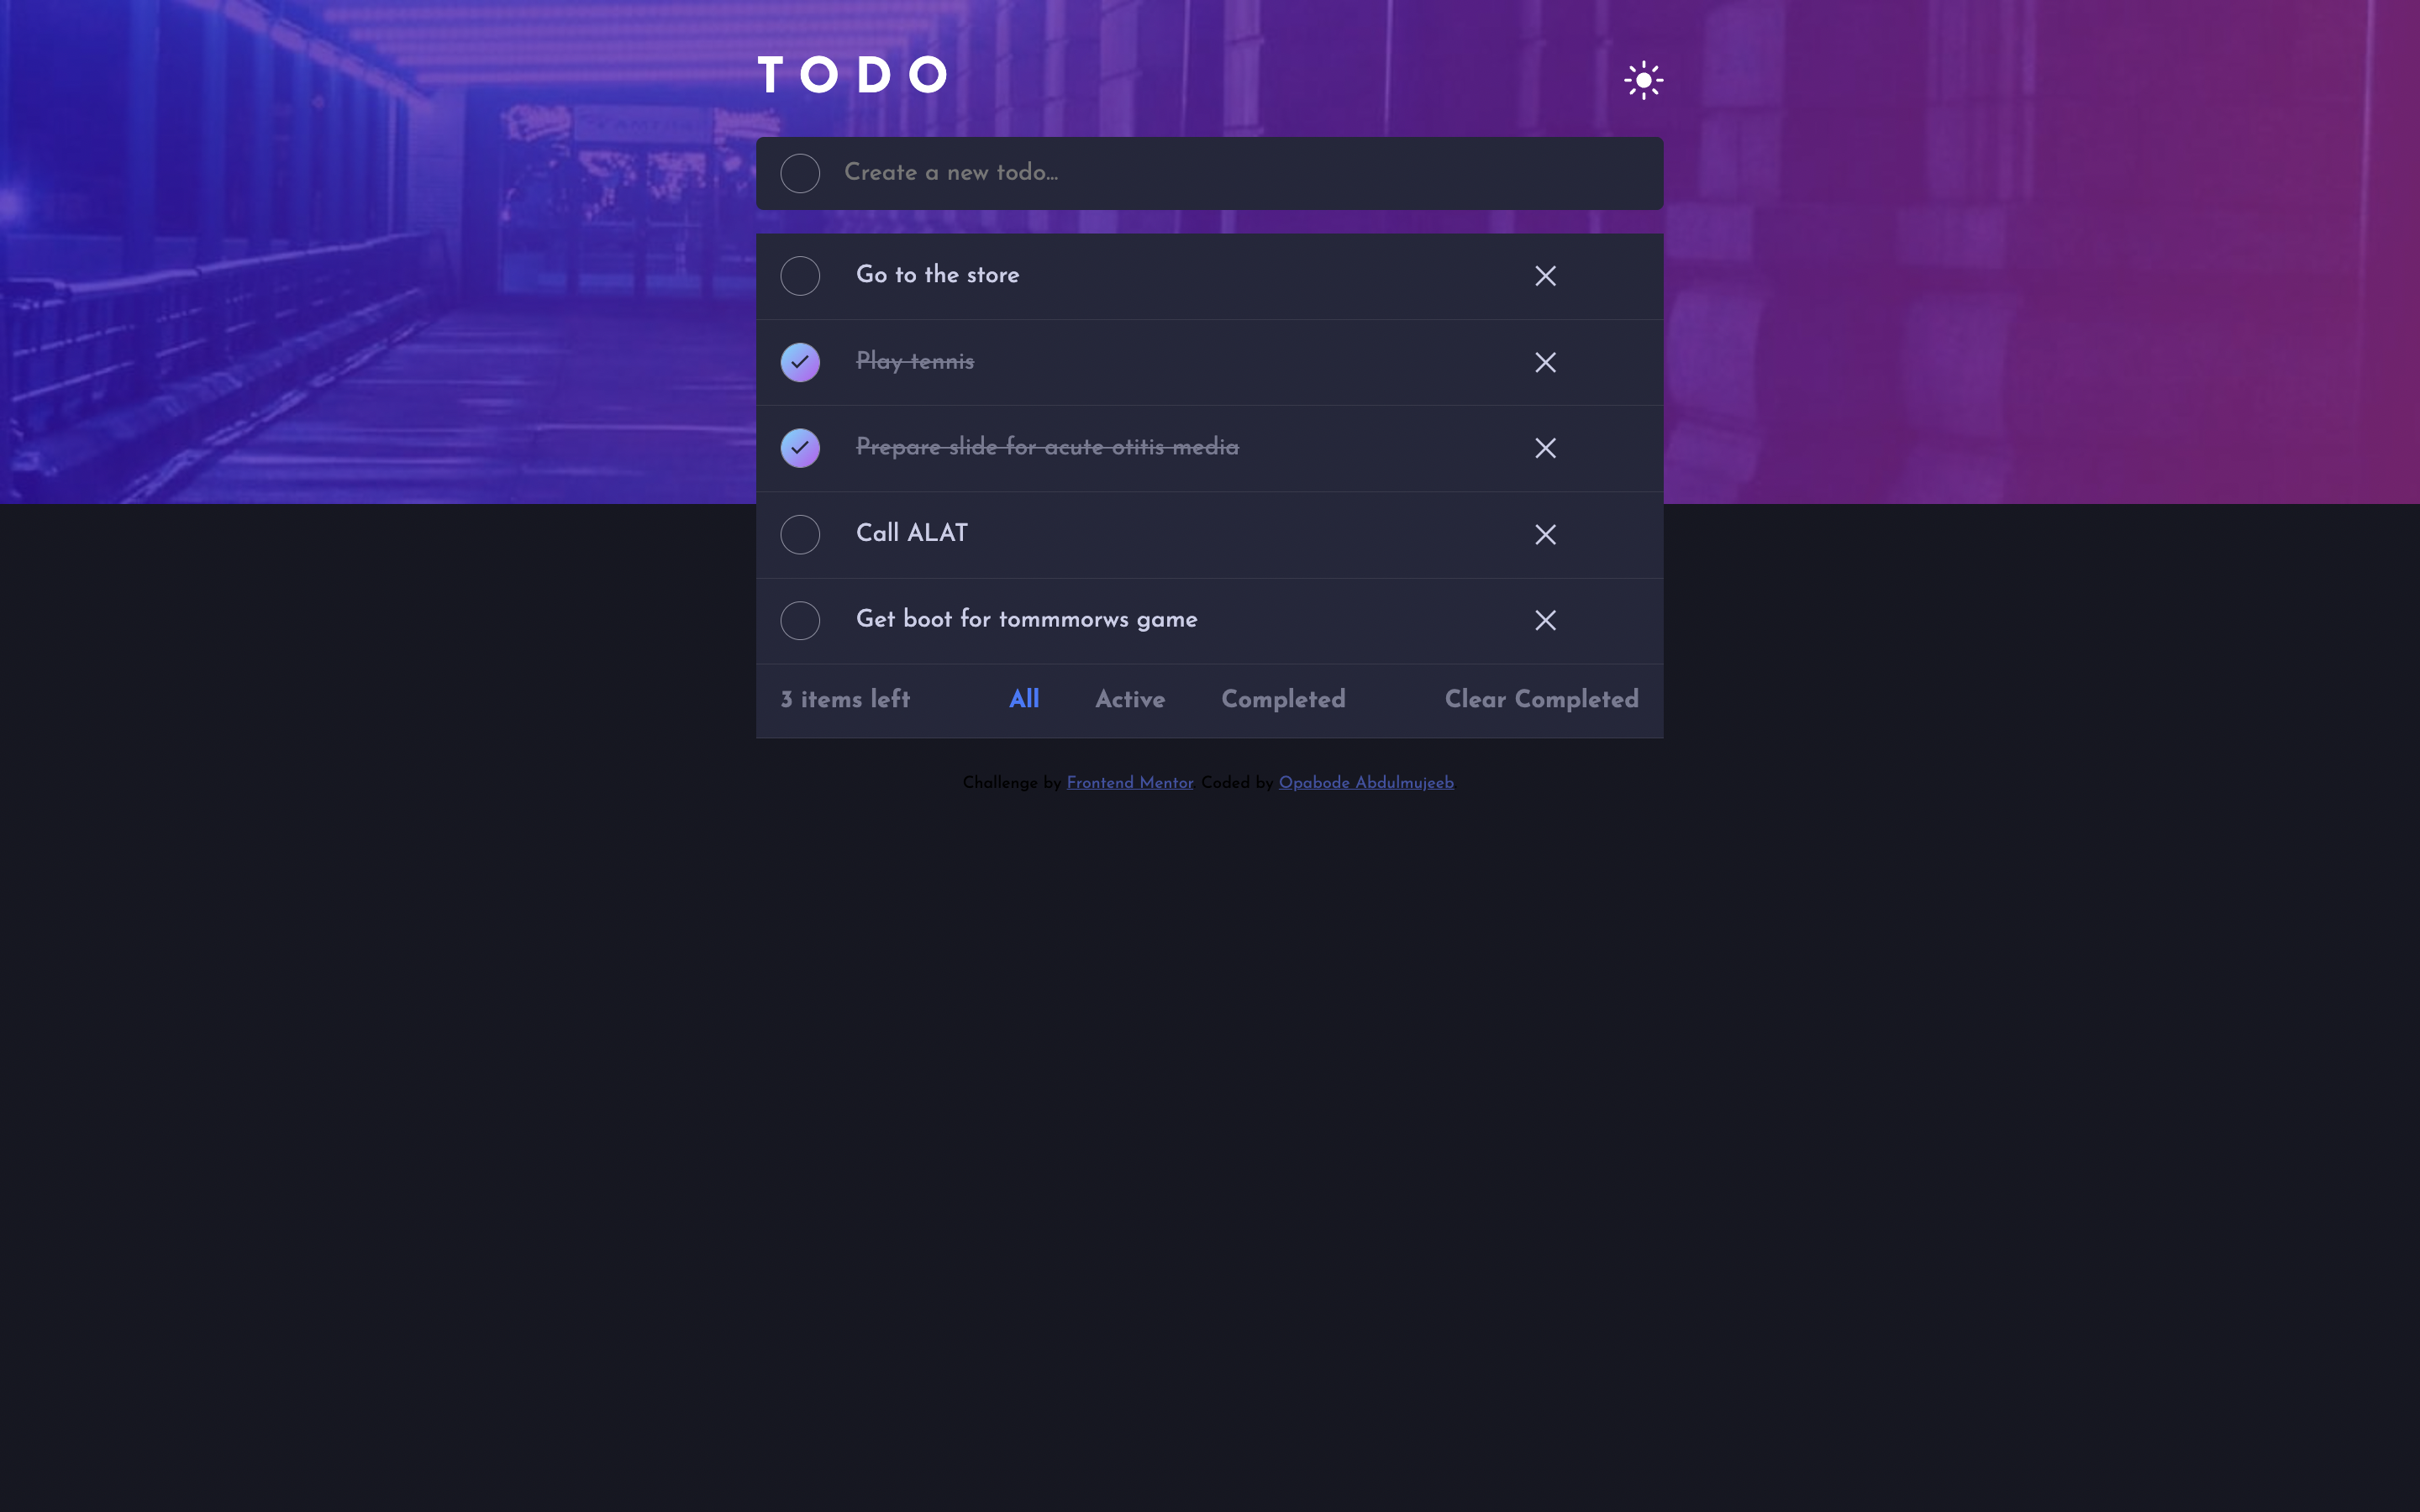 TODO
Create a new todo...
Go to the store
Play tennis
Prepare slide for acute otitis media
Call ALAT
Get boot for tommmorws game
3 items left All Active Completed Clear Completed
Challenge by Frontend Mentor. Coded by Opabode Abdulmujeeb.